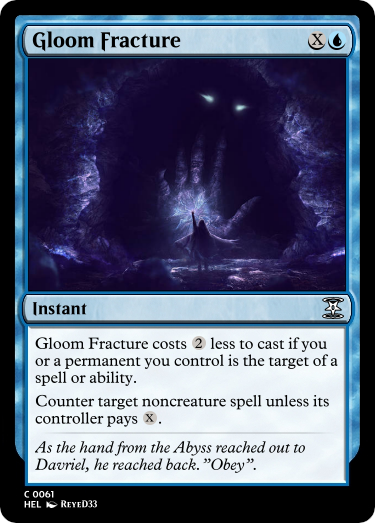 Gloom Fracture X
Instant
Gloom Fracture costs 2 less to cast if you
or a permanent you control is the target of a
spell or ability.
Counter target noncreature spell unless its
controller pays X.
As the hand from the Abyss reached out to
Davriel, he reached back. "Obey".
C 0061
HEL REYED33